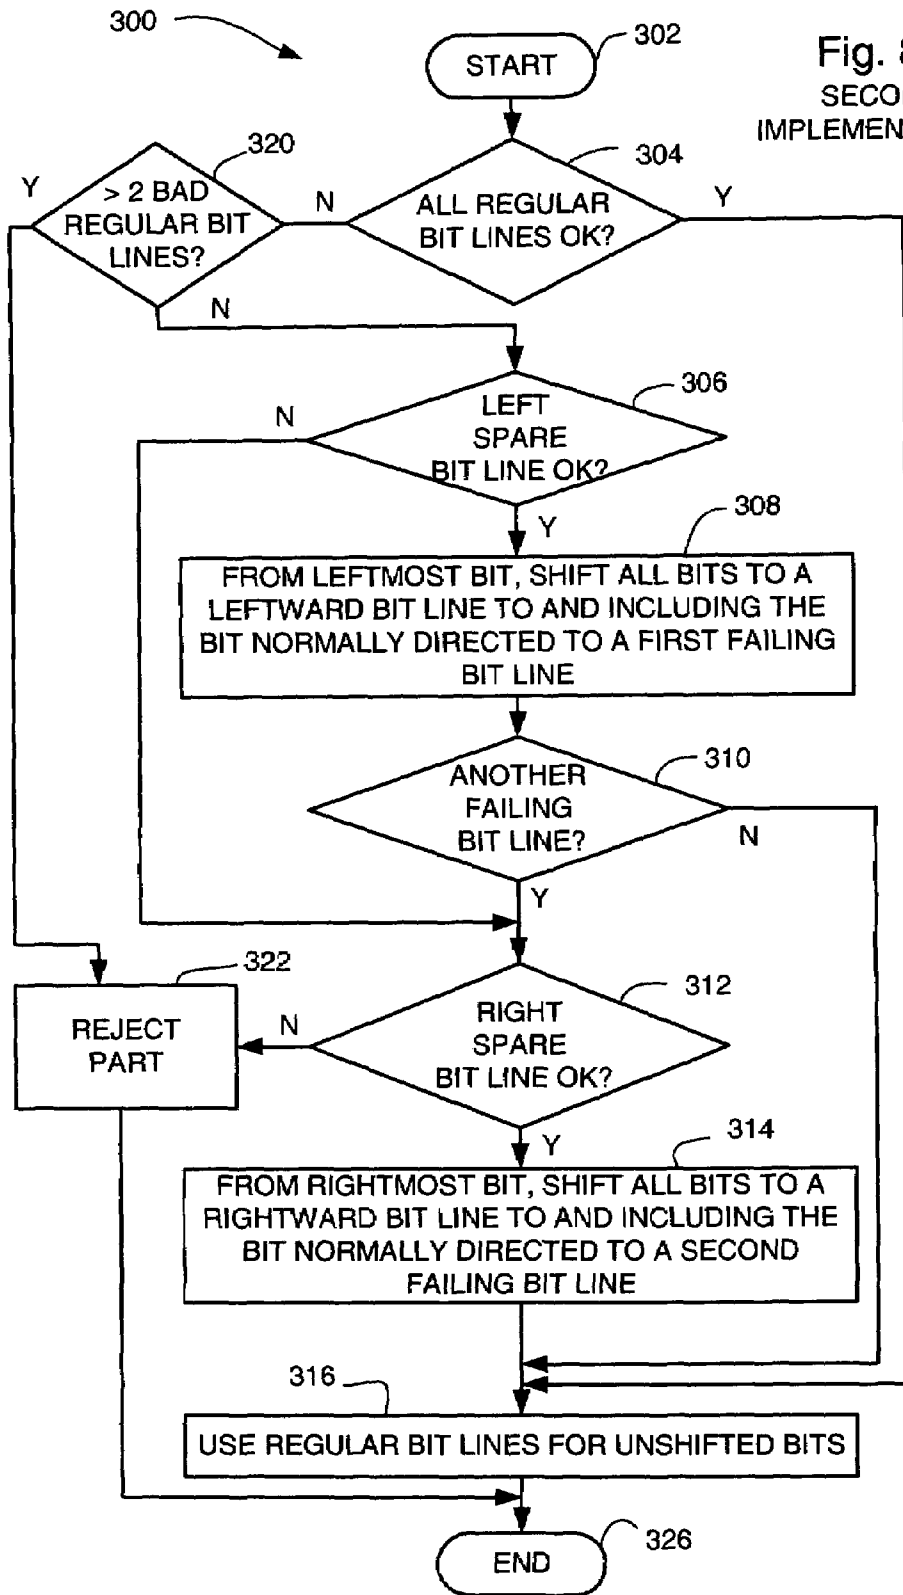 300
302
START
Fig. 8
SECO
IMPLEMEN
320
304
Y
> 2 BAD
REGULAR BIT
LINES?
N
ALL REGULAR
BIT LINES OK?
Y
N
306
N
LEFT
SPARE
BIT LINE OK?
308
Y
FROM LEFTMOST BIT, SHIFT ALL BITS TO A
LEFTWARD BIT LINE TO AND INCLUDING THE
BIT NORMALLY DIRECTED TO A FIRST FAILING
BIT LINE
310
ANOTHER
FAILING
BIT LINE?
N
Y
322
312
REJECT
PART
N
RIGHT
SPARE
BIT LINE OK?
Y
314
FROM RIGHTMOST BIT, SHIFT ALL BITS TO A
RIGHTWARD BIT LINE TO AND INCLUDING THE
BIT NORMALLY DIRECTED TO A SECOND
FAILING BIT LINE
316
USE REGULAR BIT LINES FOR UNSHIFTED BITS
326
END